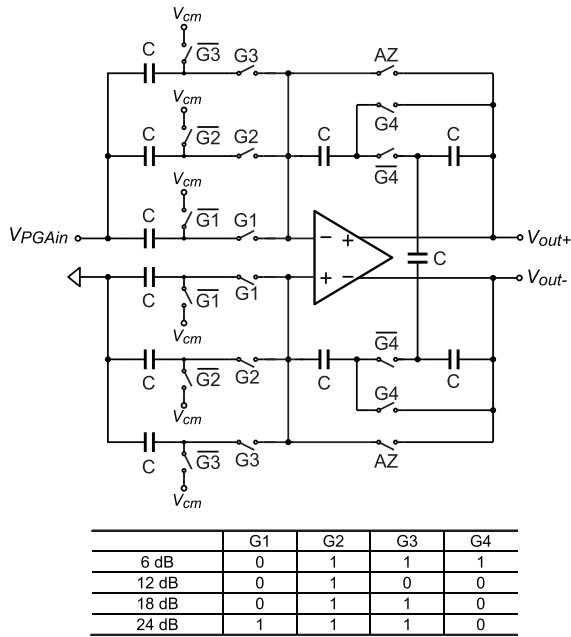 Vcm
C G3 G3 AZ
Vcm
G4
C G2 G2 C G4 C
Vcm
C G1 G1
VPGAin − + Vout+
C
+ − Vout-
C G1 G1
Vcm
G4
C G2 G2 C C
Vcm
G4
C G3 G3 AZ
Vcm
G1 G2 G3 G4
6 dB 0 1 1 1
12 dB 0 1 0 0
18 dB 0 1 1 0
24 dB 1 1 1 0